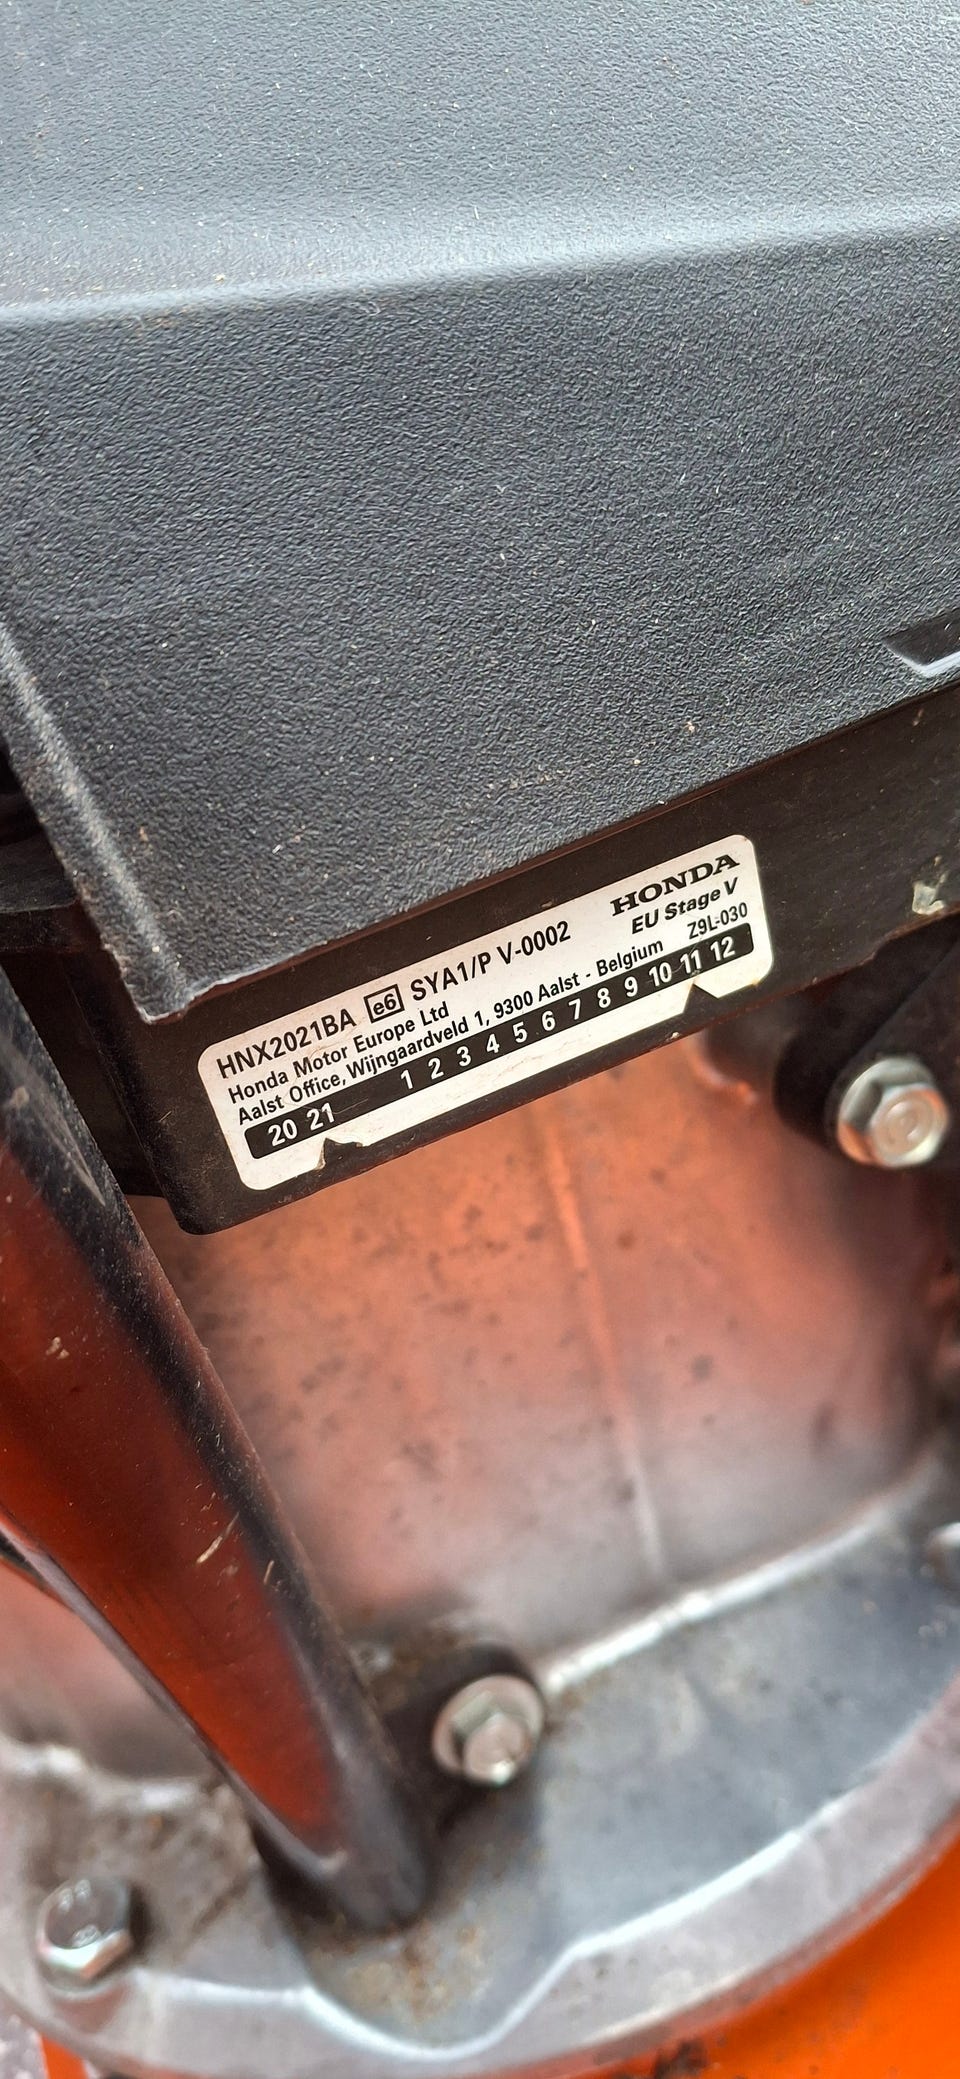 HONDA
EU Stage V
HNX2021BA e6 SYA1/P V-0002
Honda Motor Europe Ltd Z9L-030
Aalst Office, Wijngaardveld 1, 9300 Aalst - Belgium
20 21 1 2 3 4 5 6 7 8 9 10 11 12